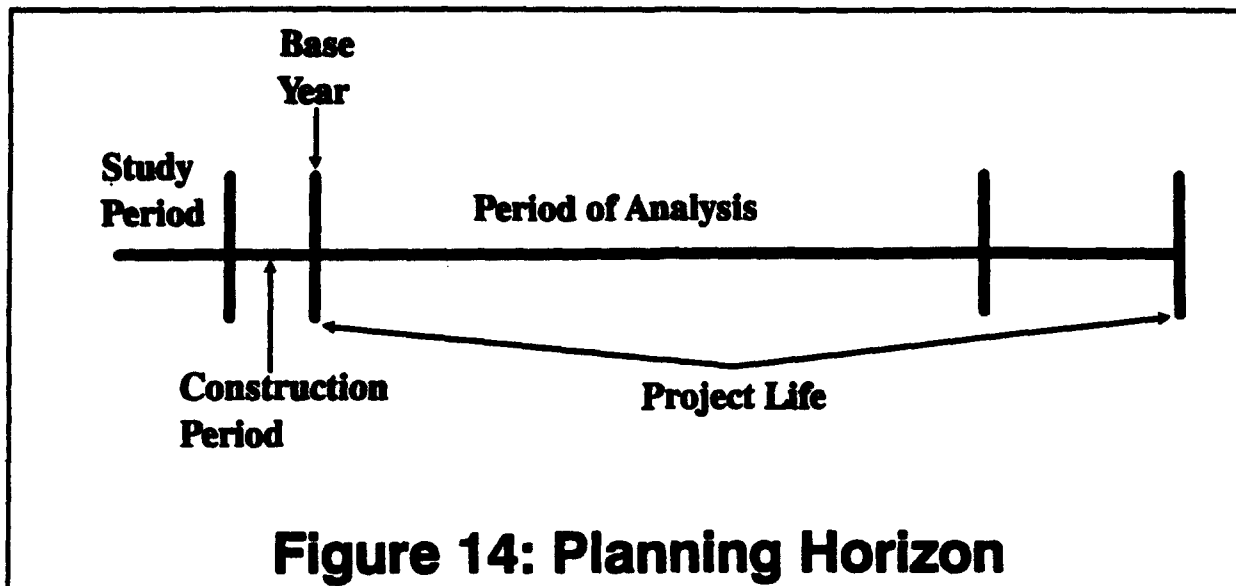 Base
Year
Study
Period
Period of Analysis
Construction
Period
Project Life
Figure 14: Planning Horizon